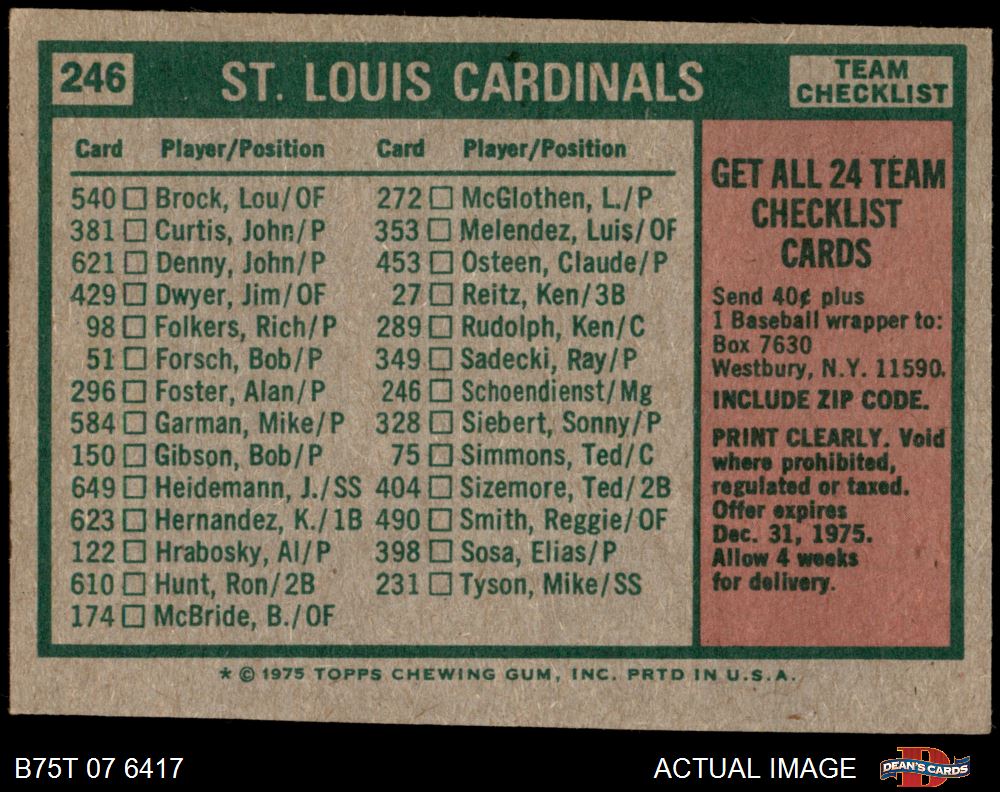 246 ST. LOUIS CARDINALS TEAM CHECKLIST
Card Player/Position
540 Brock, Lou/OF
381 Curtis, John/P
621 Denny, John/P
429 Dwyer, Jim/OF
98 Folkers, Rich/P
51 Forsch, Bob/P
296 Foster, Alan/P
584 Garman, Mike/P
150 Gibson, Bob/P
649 Heidemann, J./SS
623 Hernandez, K./1B
122 Hrabosky, Al/P
610 Hunt, Ron/2B
174 McBride, B./OF
Card Player/Position
272 McGlothen, L./P
353 Melendez, Luis/OF
453 Osteen, Claude/P
27 Reitz, Ken/3B
289 Rudolph, Ken/C
349 Sadecki, Ray/P
246 Schoendienst/Mg
328 Siebert, Sonny/P
75 Simmons, Ted/C
404 Sizemore, Ted/2B
490 Smith, Reggie/OF
398 Sosa, Elias/P
231 Tyson, Mike/SS
GET ALL 24 TEAM
CHECKLIST
CARDS
Send 40¢ plus
1 Baseball wrapper to:
Box 7630
Westbury, N.Y. 11590.
INCLUDE ZIP CODE.
PRINT CLEARLY. Void
where prohibited,
regulated or taxed.
Offer expires
Dec. 31, 1975.
Allow 4 weeks
for delivery.
* © 1975 TOPPS CHEWING GUM, INC. PRTD IN U.S.A.
B75T 07 6417
ACTUAL IMAGE
DEAN'S CARDS